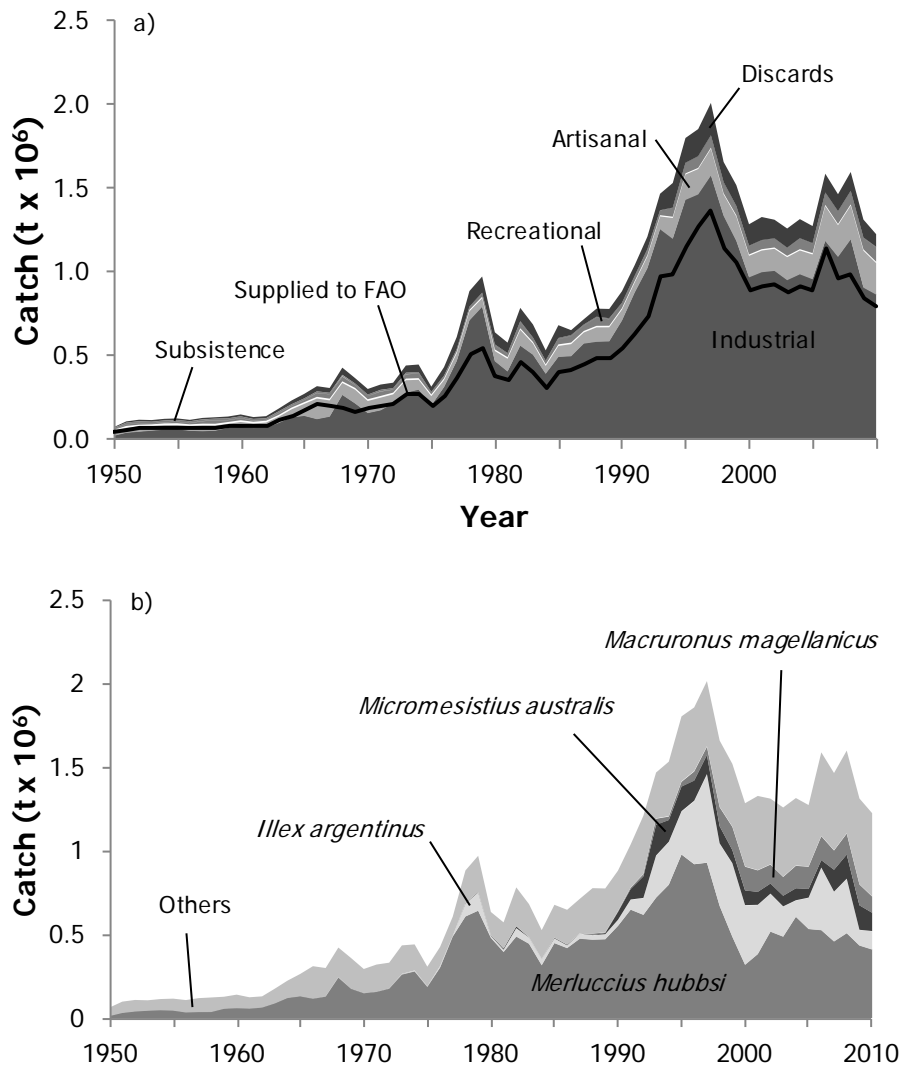 2.5
a)
Discards
2.0
Artisanal
1.5
Recreational
1.0
Supplied to FAO
Subsistence
Industrial
0.5
0.0
Catch (t x 10⁶)
1950 1960 1970 1980 1990 2000
Year
2.5
b)
Macruronus magellanicus
2
Micromesistius australis
1.5
Illex argentinus
1
Others
0.5
Merluccius hubbsi
0
Catch (t x 10⁶)
1950 1960 1970 1980 1990 2000 2010